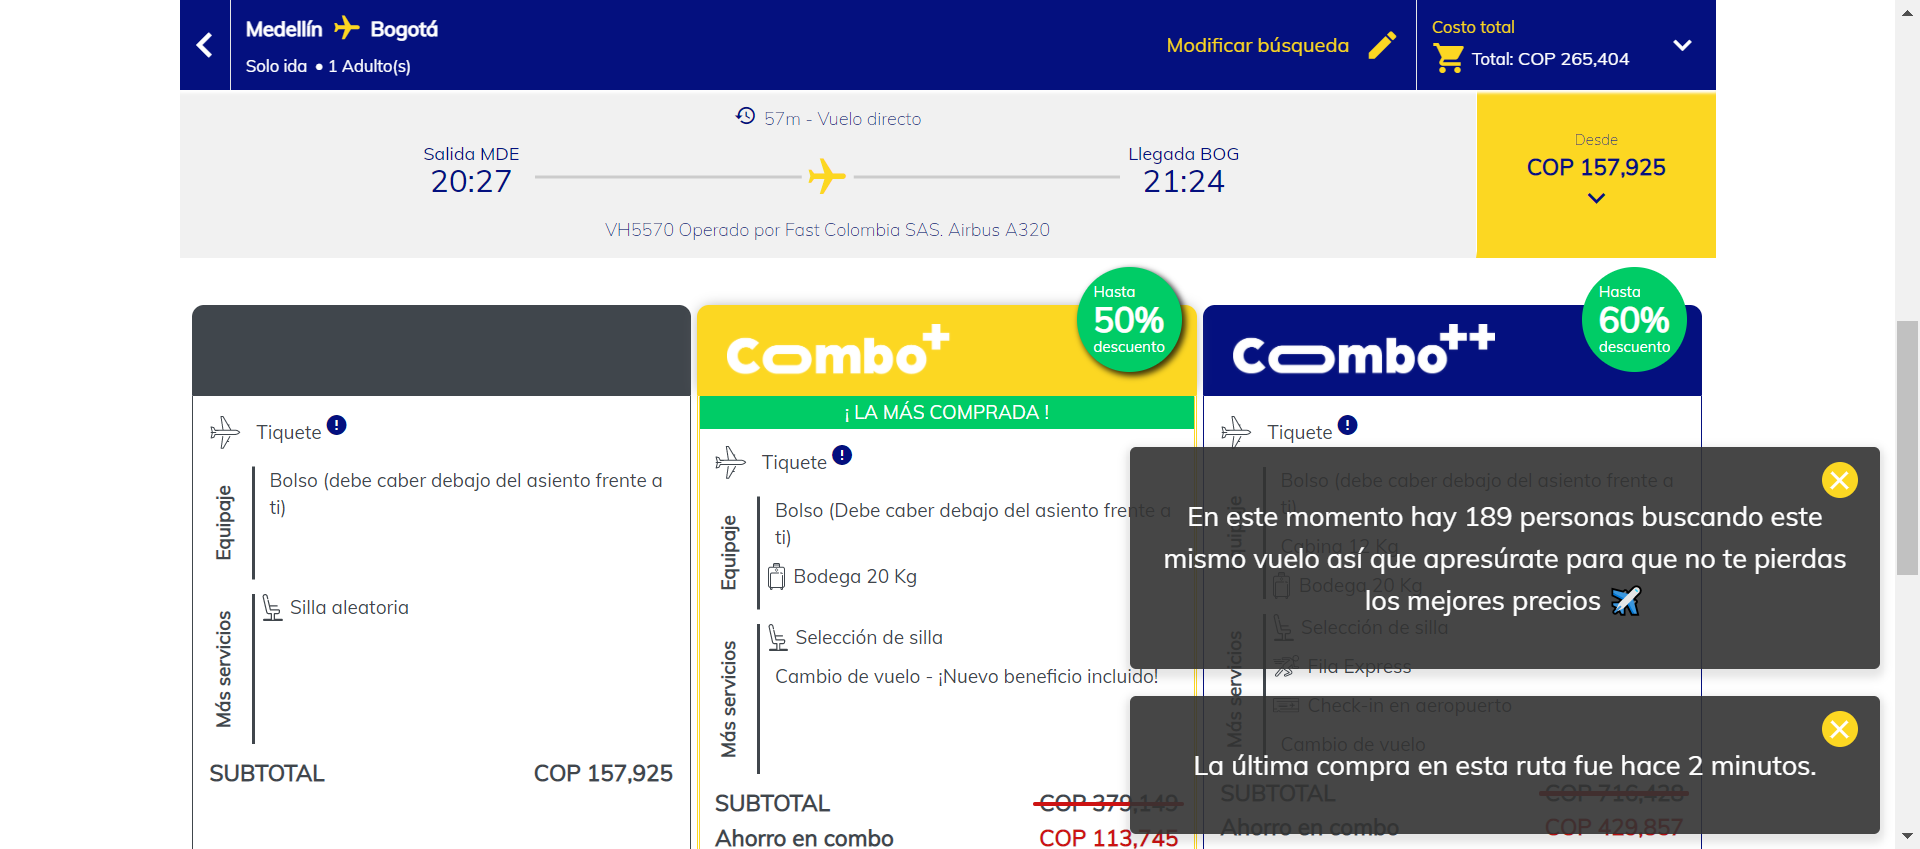 Medellín Bogotá
Solo ida • 1 Adulto(s)
Modificar búsqueda
Costo total
Total: COP 265,404
57m - Vuelo directo
Salida MDE
20:27
Llegada BOG
21:24
VH5570 Operado por Fast Colombia SAS. Airbus A320
Desde
COP 157,925
Tiquete
Equipaje
Bolso (debe caber debajo del asiento frente a
ti)
Más servicios
Silla aleatoria
SUBTOTAL COP 157,925
Combo+
Hasta
50%
descuento
¡ LA MÁS COMPRADA !
Tiquete
Equipaje
Bolso (Debe caber debajo del asiento frente a
ti)
Bodega 20 Kg
Más servicios
Selección de silla
Cambio de vuelo - ¡Nuevo beneficio incluido!
SUBTOTAL COP 379,149
Ahorro en combo COP 113,745
Combo++
Hasta
60%
descuento
Tiquete
Equipaje
Bolso (debe caber debajo del asiento frente a
ti)
Cabina 12 Kg
Bodega 20 Kg
Más servicios
Selección de silla
Fila Express
Check-in en aeropuerto
Cambio de vuelo
SUBTOTAL COP 716,428
Ahorro en combo COP 429,857
En este momento hay 189 personas buscando este
mismo vuelo así que apresúrate para que no te pierdas
los mejores precios
La última compra en esta ruta fue hace 2 minutos.